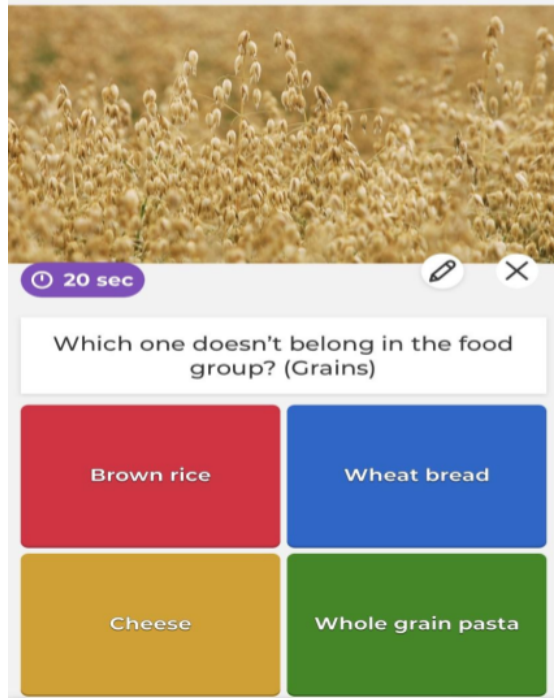 20 sec
Which one doesn't belong in the food
group? (Grains)
Brown rice
Wheat bread
Cheese
Whole grain pasta